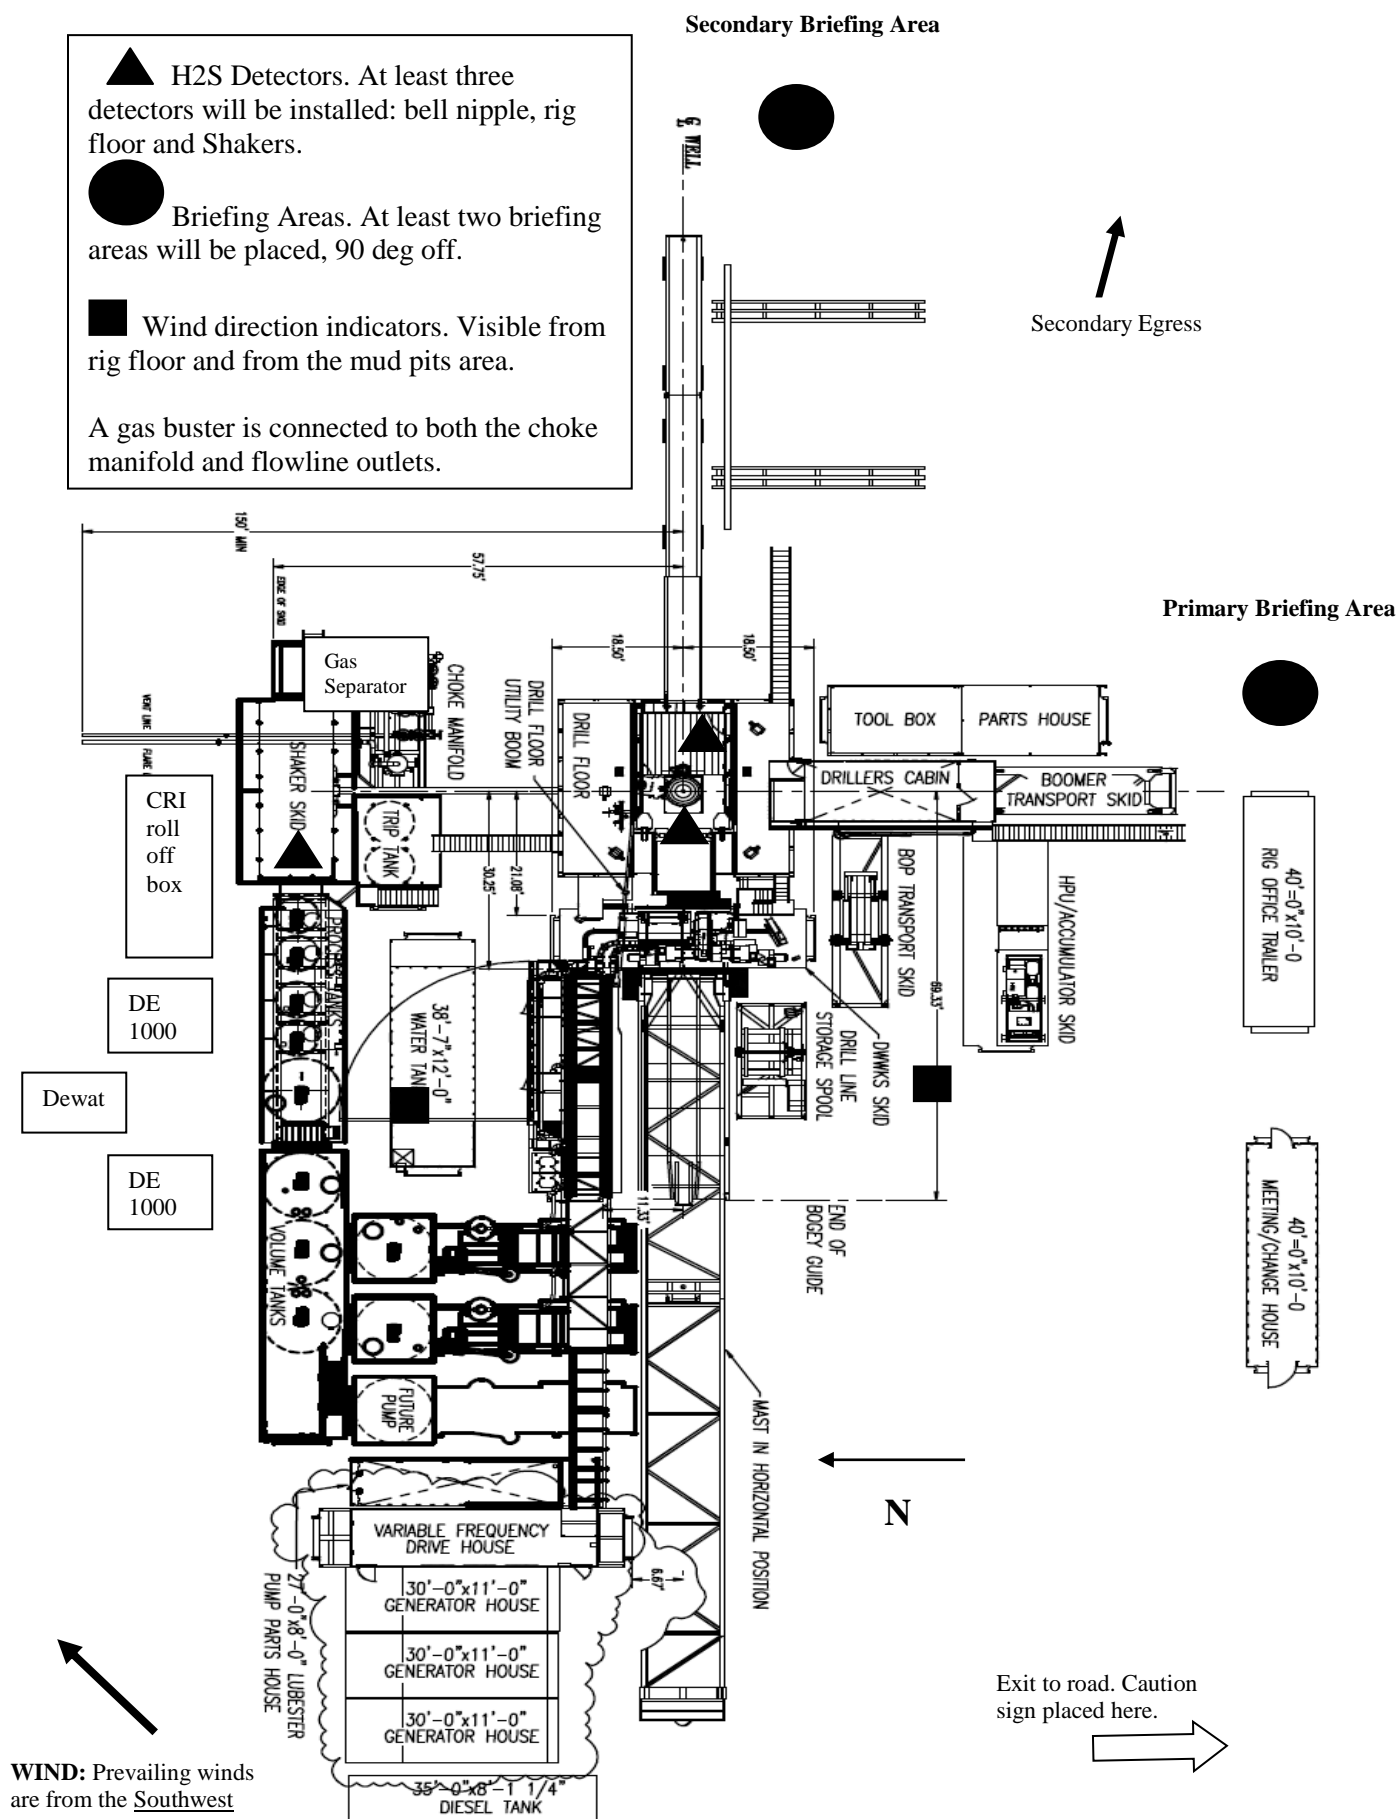 Secondary Briefing Area
H2S Detectors. At least three
detectors will be installed: bell nipple, rig
floor and Shakers.
Briefing Areas. At least two briefing
areas will be placed, 90 deg off.
Wind direction indicators. Visible from
rig floor and from the mud pits area.
A gas buster is connected to both the choke
manifold and flowline outlets.
WELL
Secondary Egress
150' MIN
57.75'
EDGE OF SKID
Primary Briefing Area
18.50'
18.50'
Gas
Separator
CHOKE MANIFOLD
DRILL FLOOR
UTILITY BOOM
DRILL FLOOR
TOOL BOX
PARTS HOUSE
VENT LINE
SHAKER SKID
DRILLERS CABIN
BOOMER
TRANSPORT SKID
CRI
roll
off
box
TRIP TANK
30.25'
21.08'
BOP TRANSPORT SKID
HPU/ACCUMULATOR SKID
40'=0"x10'-0
RIG OFFICE TRAILER
PROCESS TANKS
DE
1000
38'-7"x12'-0"
WATER TANK
69.33'
DWWKS SKID
DRILL LINE
STORAGE SPOOL
Dewat
DE
1000
VOLUME TANKS
11.33'
END OF
BOGEY GUIDE
40'=0"x10'-0
MEETING/CHANGE HOUSE
FUTURE
PUMP
MAST IN HORIZONTAL POSITION
N
VARIABLE FREQUENCY
DRIVE HOUSE
6.67'
27'-0"x8'-0" LUBESTER
PUMP PARTS HOUSE
30'-0"x11'-0"
GENERATOR HOUSE
30'-0"x11'-0"
GENERATOR HOUSE
30'-0"x11'-0"
GENERATOR HOUSE
Exit to road. Caution
sign placed here.
WIND: Prevailing winds
are from the Southwest
35'-0"x8'-1 1/4"
DIESEL TANK